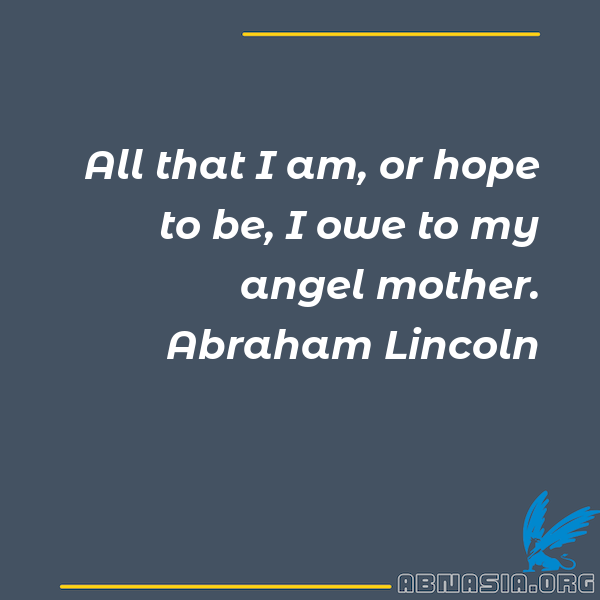 All that I am, or hope
to be, I owe to my
angel mother.
Abraham Lincoln
ABNASIA.ORG